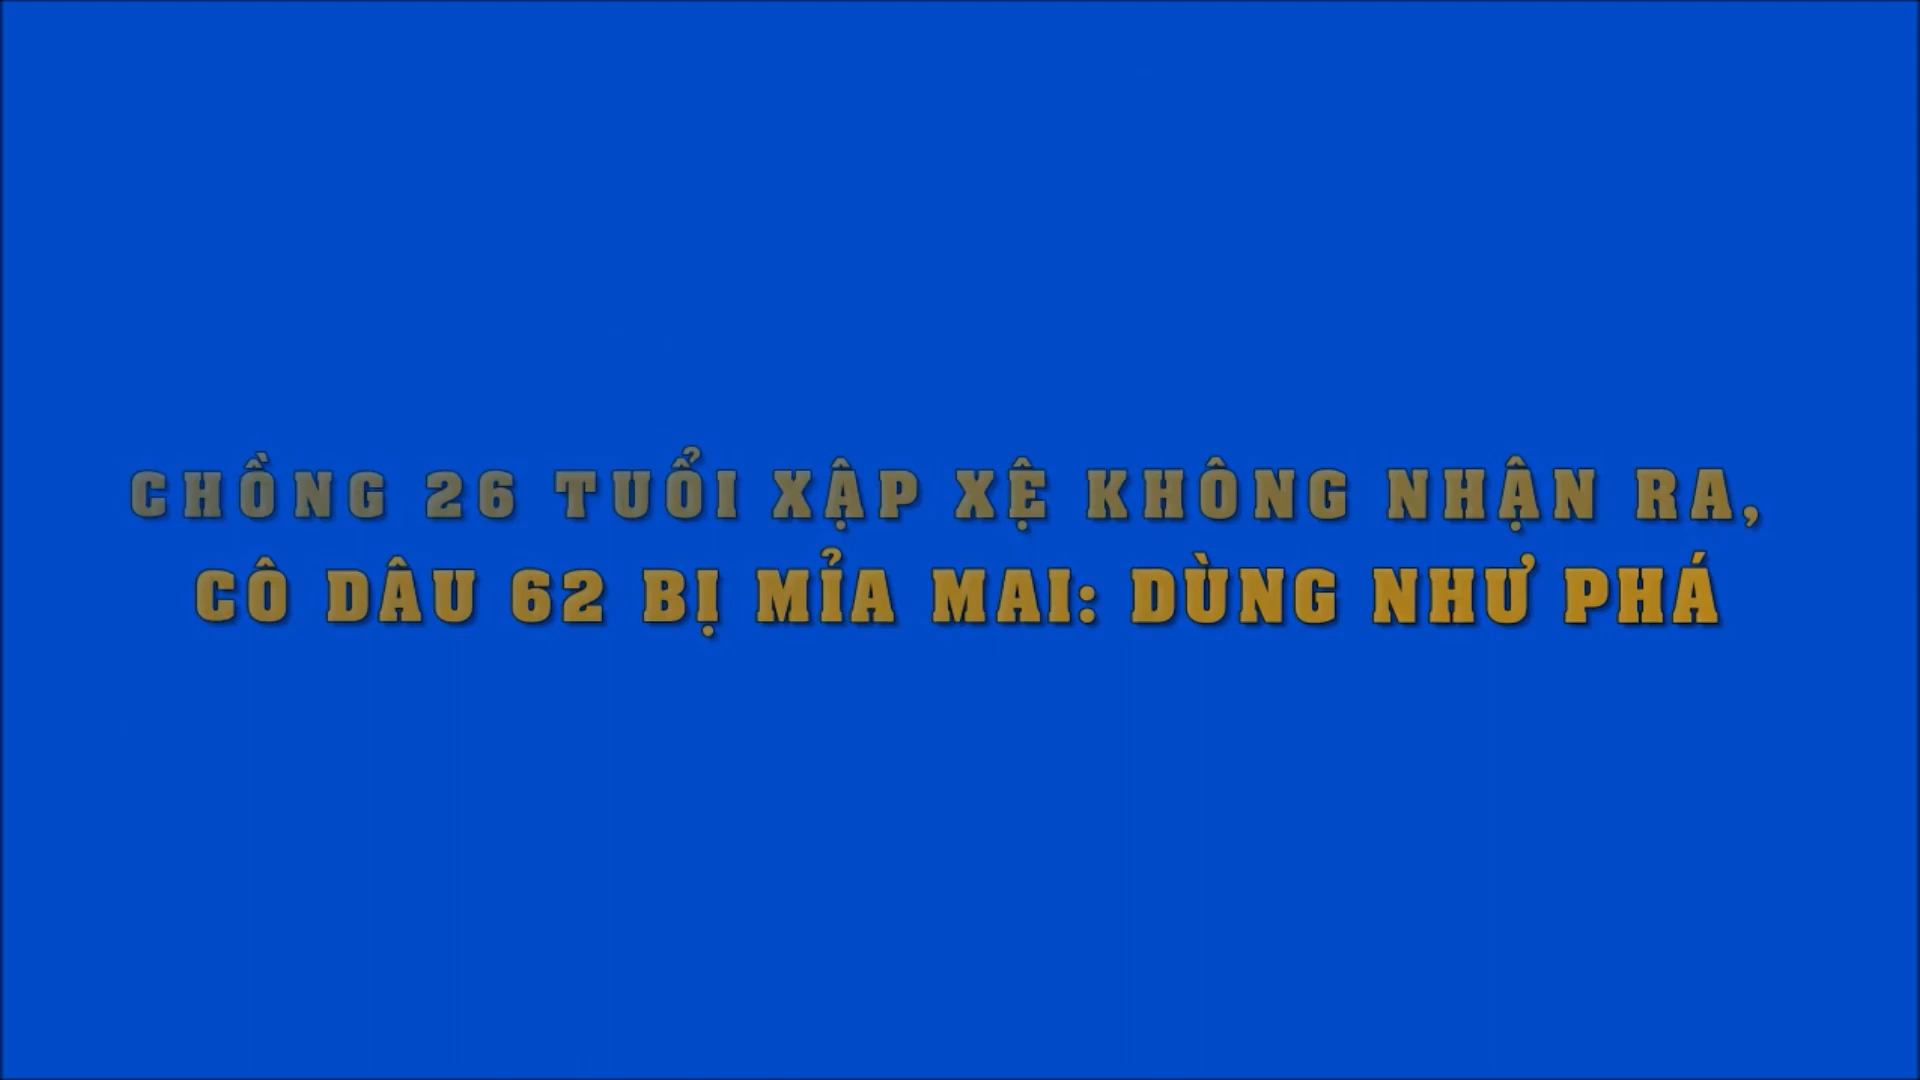 CHỒNG 26 TUỔI XẬP XỆ KHÔNG NHẬN RA,
CÔ DÂU 62 BỊ MỈA MAI: DÙNG NHƯ PHÁ